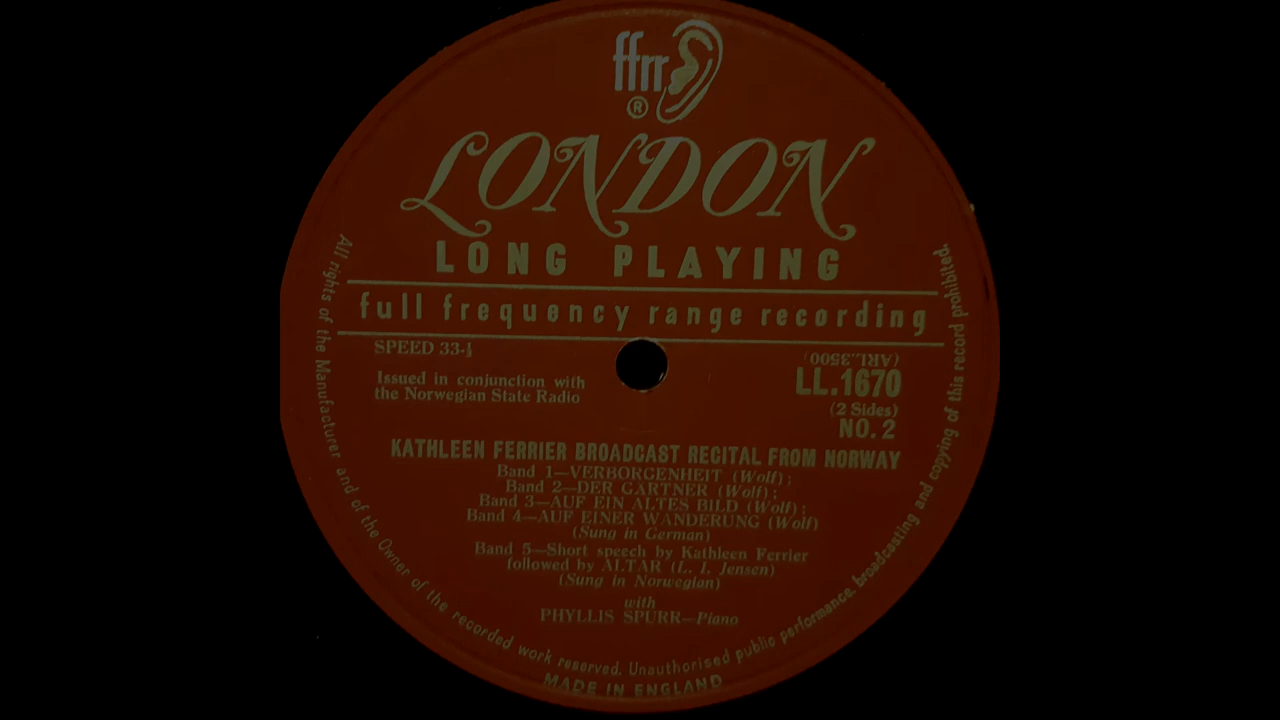 ffrr
®
LONDON
LONG PLAYING
full frequency range recording
SPEED 33-⅓
(ARL.3500)
Issued in conjunction with
the Norwegian State Radio
LL.1670
(2 Sides)
NO. 2
KATHLEEN FERRIER BROADCAST RECITAL FROM NORWAY
Band 1—VERBORGENHEIT (Wolf);
Band 2—DER GARTNER (Wolf);
Band 3—AUF EIN ALTES BILD (Wolf);
Band 4—AUF EINER WANDERUNG (Wolf)
(Sung in German)
Band 5—Short speech by Kathleen Ferrier
followed by ALTAR (L. I. Jensen)
(Sung in Norwegian)
with
PHYLLIS SPURR—Piano
All rights of the Manufacturer and of the Owner of the recorded work reserved. Unauthorised public performance, broadcasting and copying of this record prohibited.
MADE IN ENGLAND